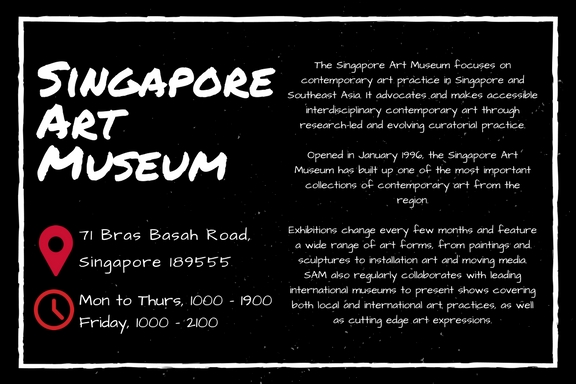 Singapore
Art
Museum
71 Bras Basah Road,
Singapore 189555
Mon to Thurs, 1000 - 1900
Friday, 1000 - 2100
The Singapore Art Museum focuses on
contemporary art practice in Singapore and
Southeast Asia. It advocates and makes accessible
interdisciplinary contemporary art through
research-led and evolving curatorial practice.
Opened in January 1996, the Singapore Art
Museum has built up one of the most important
collections of contemporary art from the
region.
Exhibitions change every few months and feature
a wide range of art forms, from paintings and
sculptures to installation art and moving media.
SAM also regularly collaborates with leading
international museums to present shows covering
both local and international art practices, as well
as cutting edge art expressions.